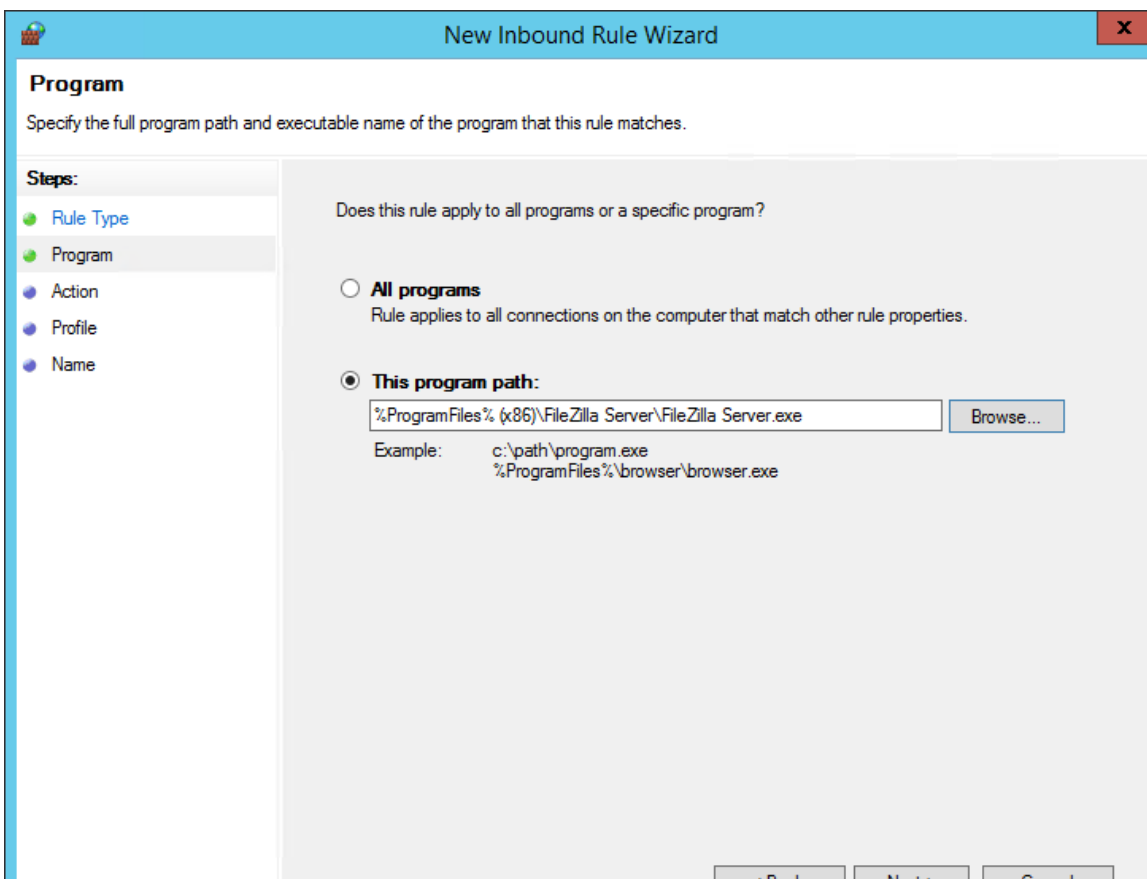 New Inbound Rule Wizard
x
Program
Specify the full program path and executable name of the program that this rule matches.
Steps:
Rule Type
Program
Action
Profile
Name
Does this rule apply to all programs or a specific program?
All programs
Rule applies to all connections on the computer that match other rule properties.
This program path:
%ProgramFiles% (x86)\FileZilla Server\FileZilla Server.exe
Browse...
Example: c:\path\program.exe
%ProgramFiles%\browser\browser.exe